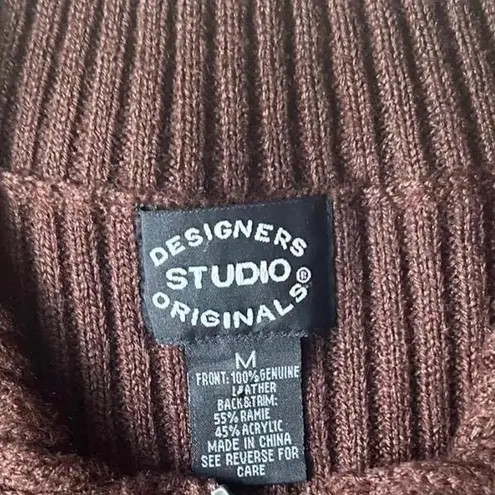 DESIGNERS
STUDIO®
ORIGINALS
M
FRONT: 100% GENUINE
LEATHER
BACK&TRIM:
55% RAMIE
45% ACRYLIC
MADE IN CHINA
SEE REVERSE FOR
CARE